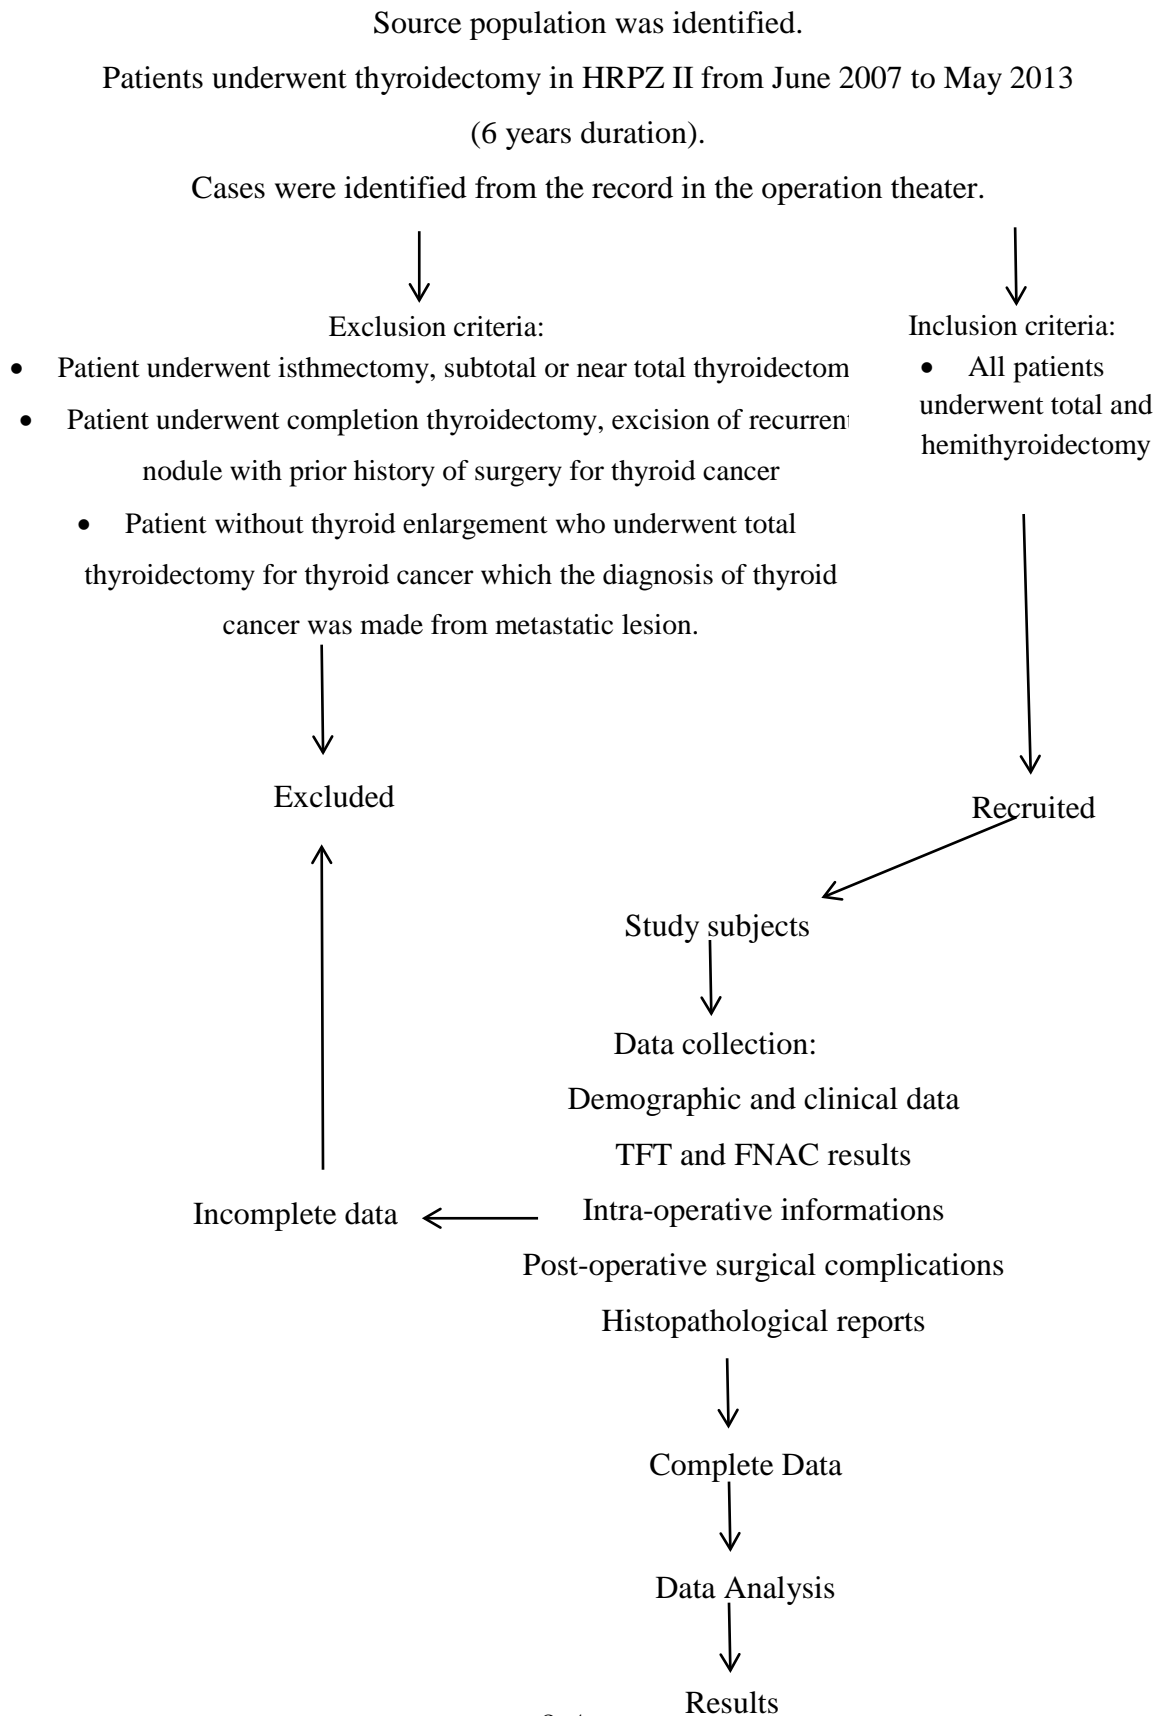 Source population was identified.
Patients underwent thyroidectomy in HRPZ II from June 2007 to May 2013
(6 years duration).
Cases were identified from the record in the operation theater.
Exclusion criteria:
• Patient underwent isthmectomy, subtotal or near total thyroidectom
• Patient underwent completion thyroidectomy, excision of recurrent
nodule with prior history of surgery for thyroid cancer
• Patient without thyroid enlargement who underwent total
thyroidectomy for thyroid cancer which the diagnosis of thyroid
cancer was made from metastatic lesion.
Inclusion criteria:
• All patients
underwent total and
hemithyroidectomy
Excluded
Recruited
Study subjects
Data collection:
Demographic and clinical data
TFT and FNAC results
Incomplete data
Intra-operative informations
Post-operative surgical complications
Histopathological reports
Complete Data
Data Analysis
Results